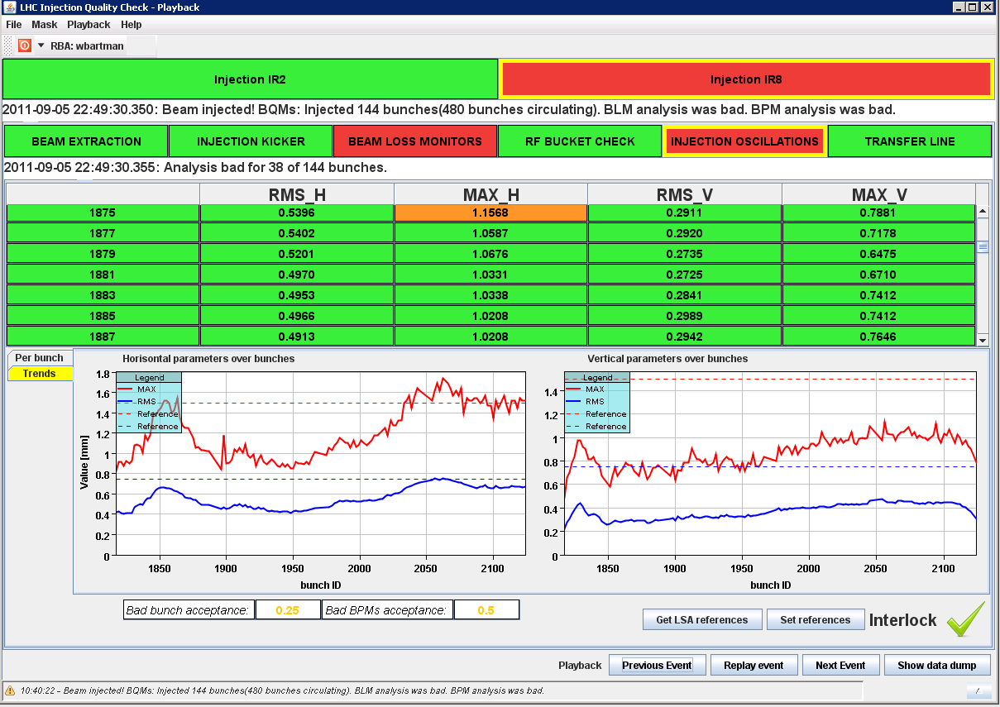 LHC Injection Quality Check - Playback
File Mask Playback Help
RBA: wbartman
Injection IR2 Injection IR8
2011-09-05 22:49:30.350: Beam injected! BQMs: Injected 144 bunches(480 bunches circulating). BLM analysis was bad. BPM analysis was bad.
BEAM EXTRACTION INJECTION KICKER BEAM LOSS MONITORS RF BUCKET CHECK INJECTION OSCILLATIONS TRANSFER LINE
2011-09-05 22:49:30.355: Analysis bad for 38 of 144 bunches.
RMS_H MAX_H RMS_V MAX_V
1875 0.5396 1.1568 0.2911 0.7881
1877 0.5402 1.0587 0.2920 0.7178
1879 0.5201 1.0676 0.2735 0.6475
1881 0.4970 1.0331 0.2725 0.6710
1883 0.4953 1.0338 0.2841 0.7412
1885 0.4966 1.0208 0.2989 0.7412
1887 0.4913 1.0208 0.2942 0.7646
Per bunch
Trends
Horisontal parameters over bunches
Value [mm]
1.8
1.6
1.4
1.2
1
0.8
0.6
0.4
0.2
0
Legend
MAX
RMS
Reference
Reference
1850 1900 1950 2000 2050 2100
bunch ID
Vertical parameters over bunches
1.4
1.2
1
0.8
0.6
0.4
0.2
0
Legend
MAX
RMS
Reference
Reference
1850 1900 1950 2000 2050 2100
bunch ID
Bad bunch acceptance: 0.25 Bad BPMs acceptance: 0.5
Get LSA references Set references Interlock
Playback Previous Event Replay event Next Event Show data dump
10:40:22 - Beam injected! BQMs: Injected 144 bunches(480 bunches circulating). BLM analysis was bad. BPM analysis was bad.